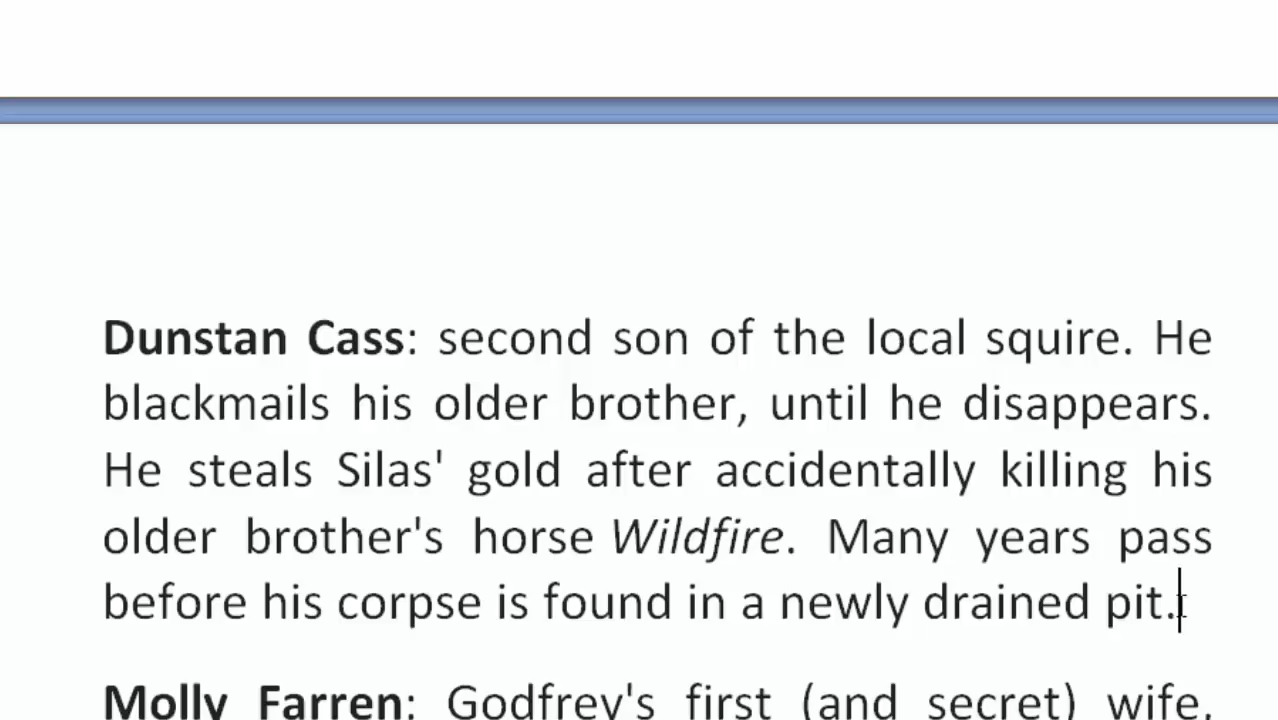 Dunstan Cass: second son of the local squire. He
blackmails his older brother, until he disappears.
He steals Silas' gold after accidentally killing his
older brother's horse Wildfire. Many years pass
before his corpse is found in a newly drained pit.
Molly Farren: Godfrey's first (and secret) wife,